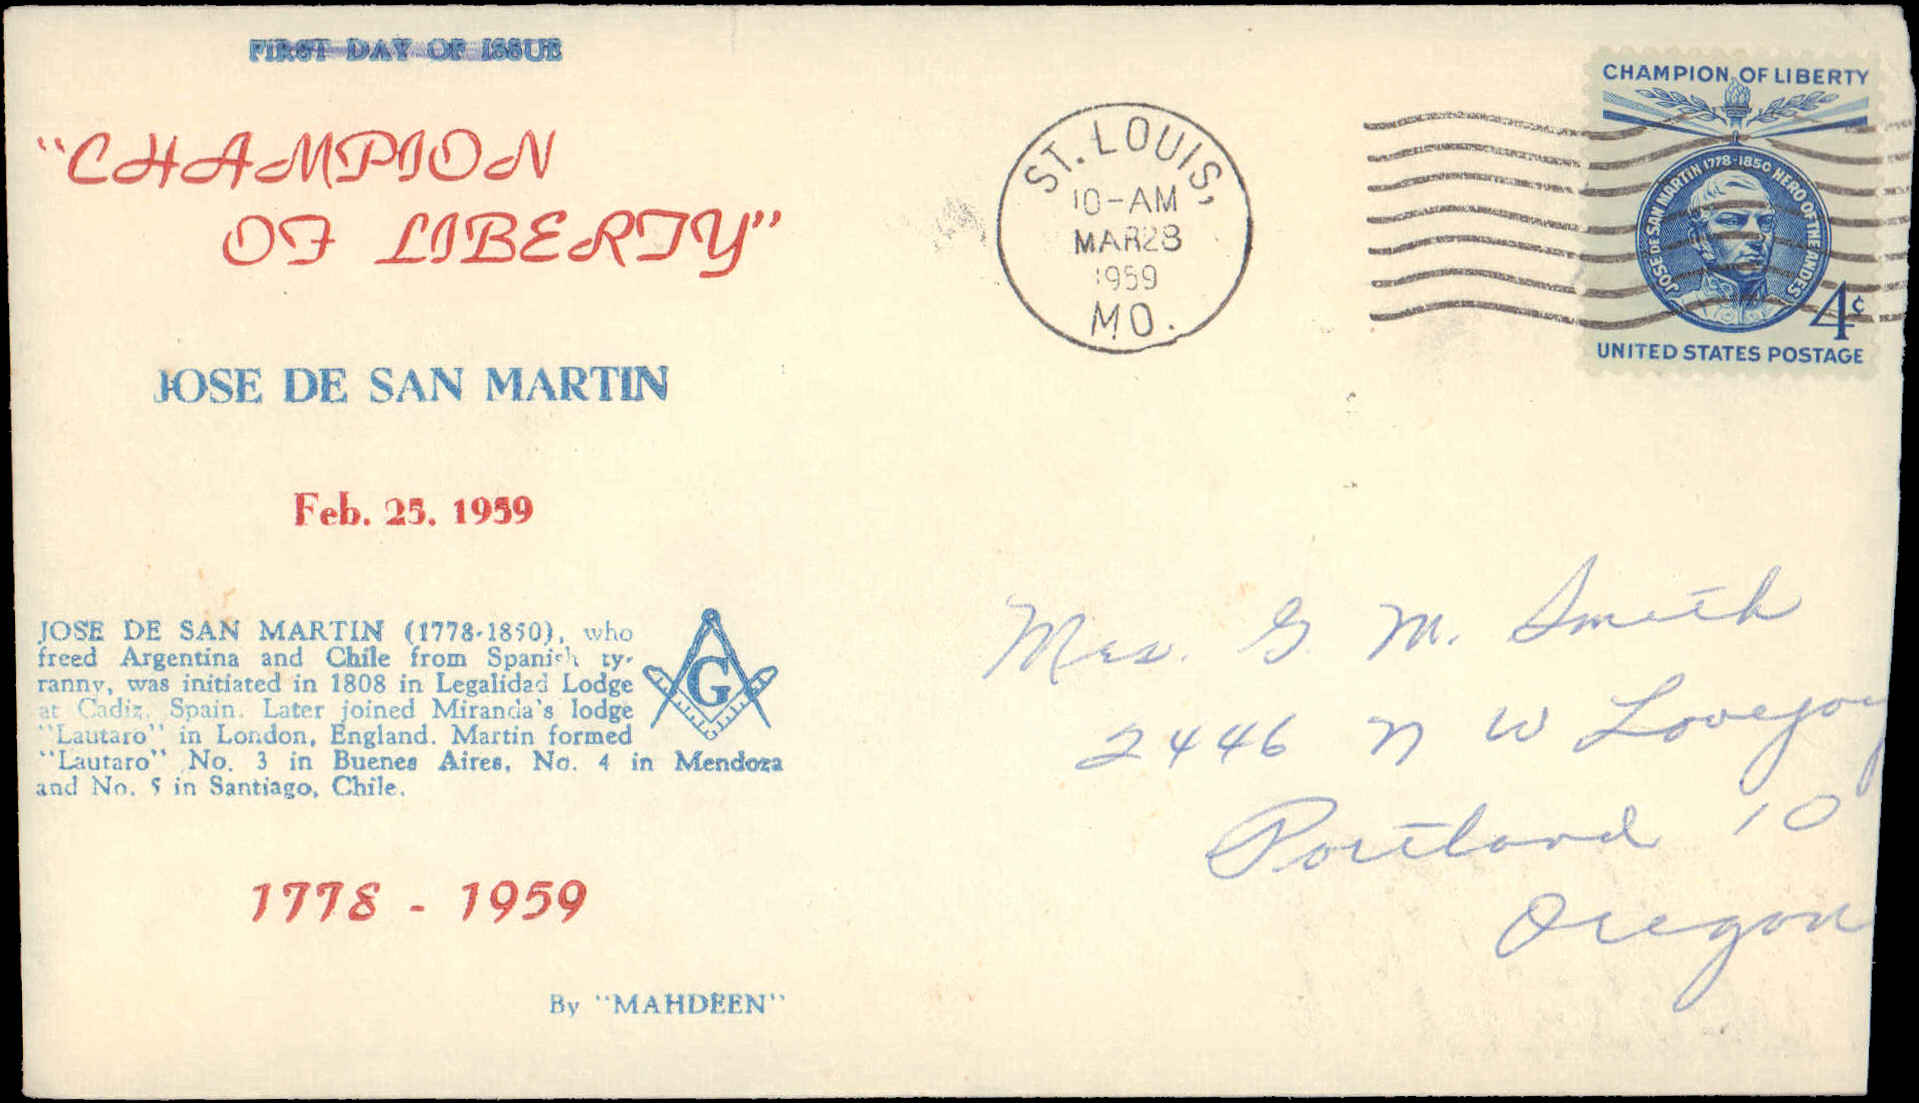 FIRST DAY OF ISSUE
"CHAMPION
OF LIBERTY"
JOSE DE SAN MARTIN
Feb. 25. 1959
JOSE DE SAN MARTIN (1778-1850), who
freed Argentina and Chile from Spanish ty-
ranny, was initiated in 1808 in Legalidad Lodge
at Cadiz, Spain. Later joined Miranda's lodge
"Lautaro" in London, England. Martin formed
"Lautaro" No. 3 in Buenes Aires, No. 4 in Mendoza
and No. 5 in Santiago, Chile.
G
1778 - 1959
By "MAHDEEN"
ST. LOUIS,
10-AM
MAR28
1959
MO.
CHAMPION OF LIBERTY
JOSE DE SAN MARTIN 1778-1850 HERO OF THE ANDES
4¢
UNITED STATES POSTAGE
Mrs. G. M. Smith
2446 N W Lovejoy
Portland 10
Oregon